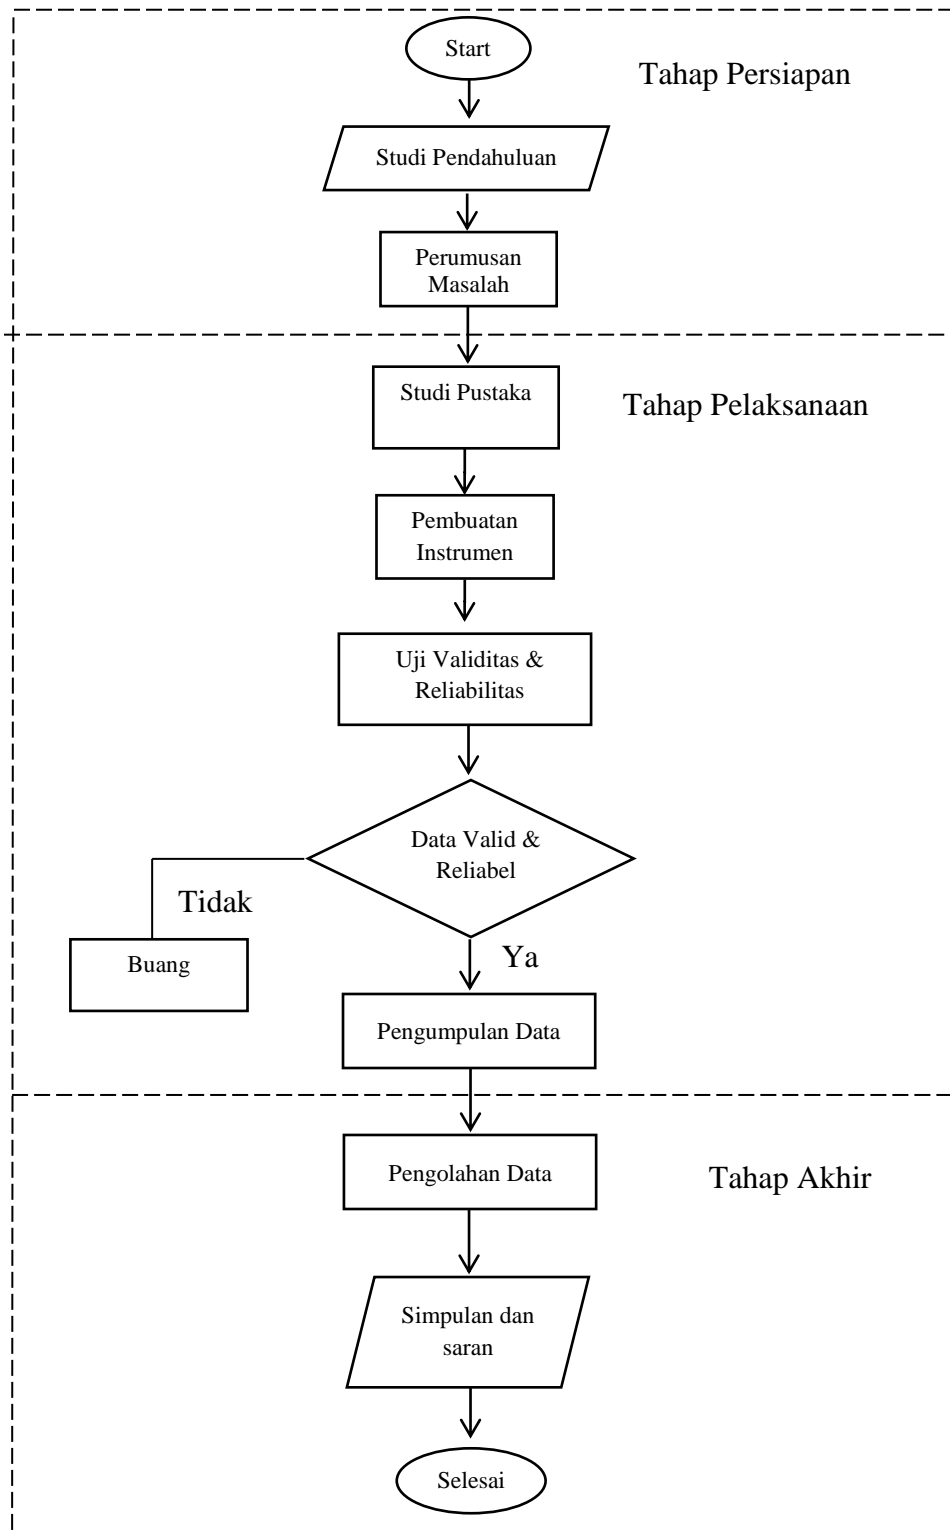 Start
Tahap Persiapan
Studi Pendahuluan
Perumusan
Masalah
Studi Pustaka
Tahap Pelaksanaan
Pembuatan
Instrumen
Uji Validitas &
Reliabilitas
Data Valid &
Reliabel
Tidak
Buang
Ya
Pengumpulan Data
Pengolahan Data
Tahap Akhir
Simpulan dan
saran
Selesai